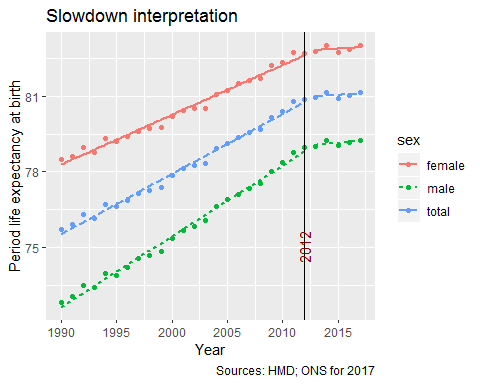 Slowdown interpretation
Period life expectancy at birth
81
78
75
2012
1990
1995
2000
2005
2010
2015
Year
sex
female
male
total
Sources: HMD; ONS for 2017